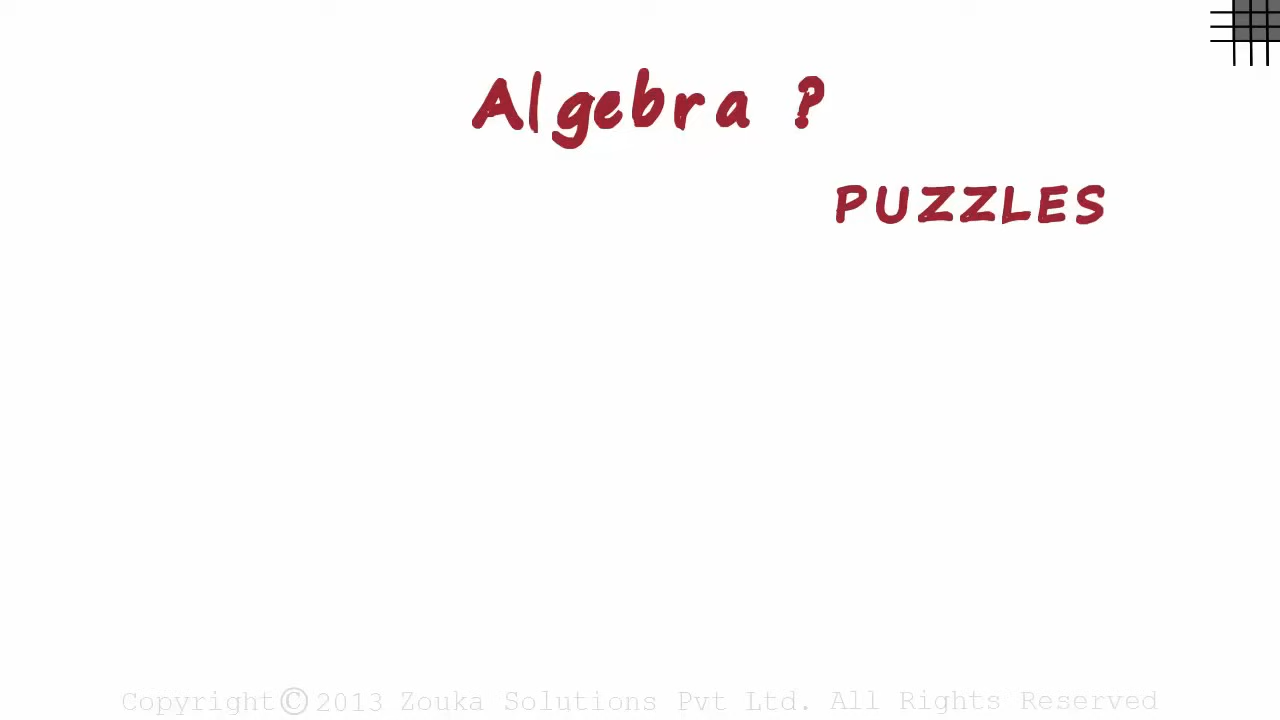 Algebra ?
PUZZLES
Copyright©2013 Zouka Solutions Pvt Ltd. All Rights Reserved